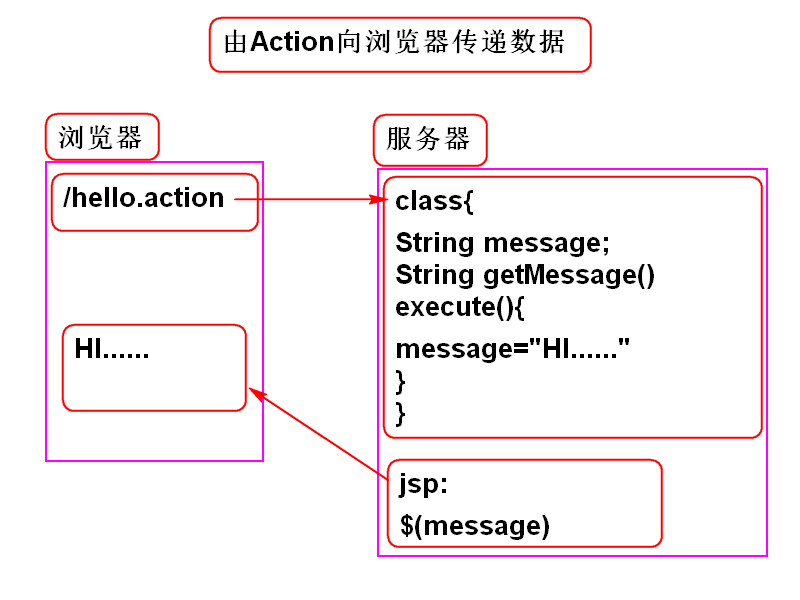 由Action向浏览器传递数据
浏览器
/hello.action
HI......
服务器
class{
String message;
String getMessage()
execute(){
message="HI......"
}
}
jsp:
$(message)